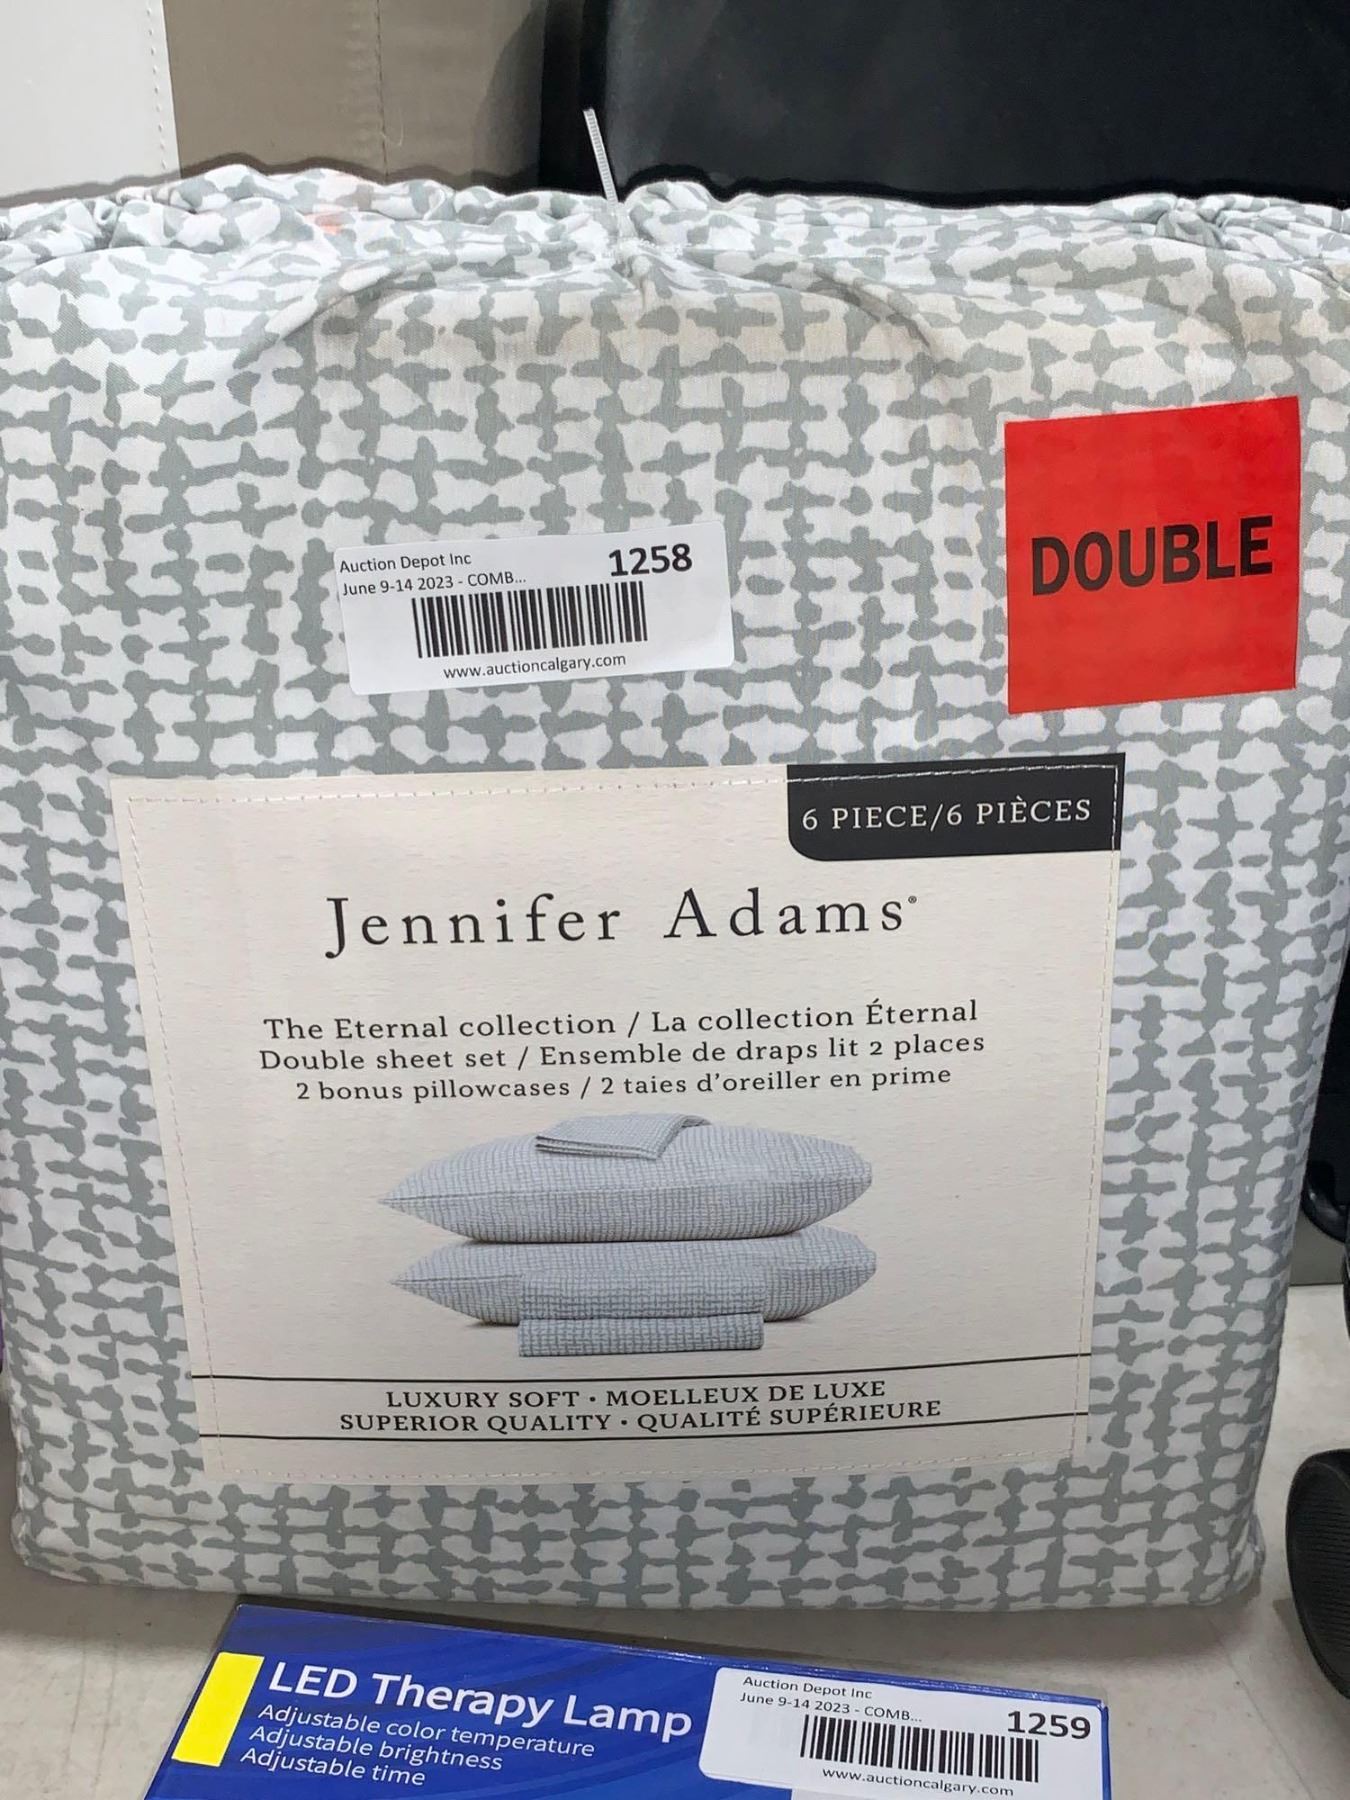 Auction Depot Inc
1258
June 9-14 2023 - COMB...
www.auctioncalgary.com
DOUBLE
6 PIECE/6 PIÈCES
Jennifer Adams®
The Eternal collection / La collection Éternal
Double sheet set / Ensemble de draps lit 2 places
2 bonus pillowcases / 2 taies d'oreiller en prime
LUXURY SOFT • MOELLEUX DE LUXE
SUPERIOR QUALITY • QUALITÉ SUPÉRIEURE
LED Therapy Lamp
Adjustable color temperature
Adjustable brightness
Adjustable time
Auction Depot Inc
June 9-14 2023 - COMB...
1259
www.auctioncalgary.com